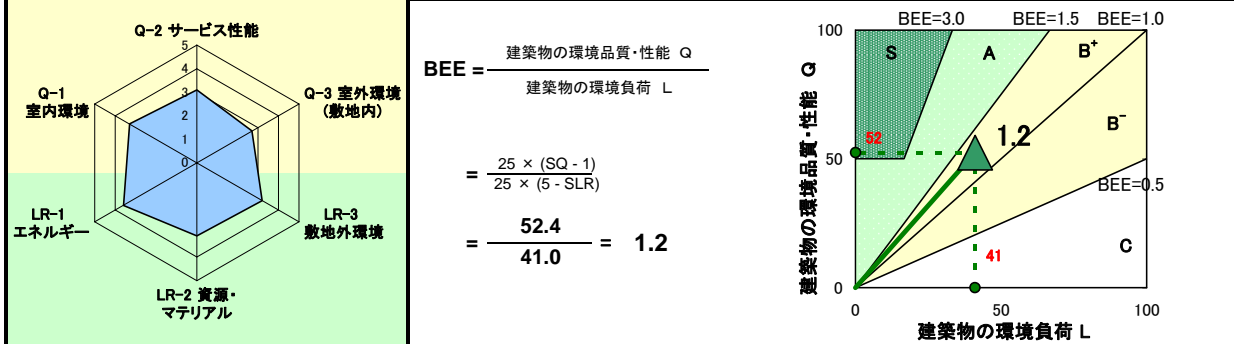 Q-2 サービス性能
5
4
3
2
1
0
Q-1
室内環境
Q-3 室外環境
(敷地内)
LR-1
エネルギー
LR-3
敷地外環境
LR-2 資源・
マテリアル
BEE = 建築物の環境品質・性能 Q
建築物の環境負荷 L
= 25 × (SQ - 1)
25 × (5 - SLR)
= 52.4
41.0
= 1.2
BEE=3.0 BEE=1.5 BEE=1.0
100
S
A
B+
B-
1.2
52
50
BEE=0.5
41
C
0
0
50
100
建築物の環境品質・性能 Q
建築物の環境負荷 L